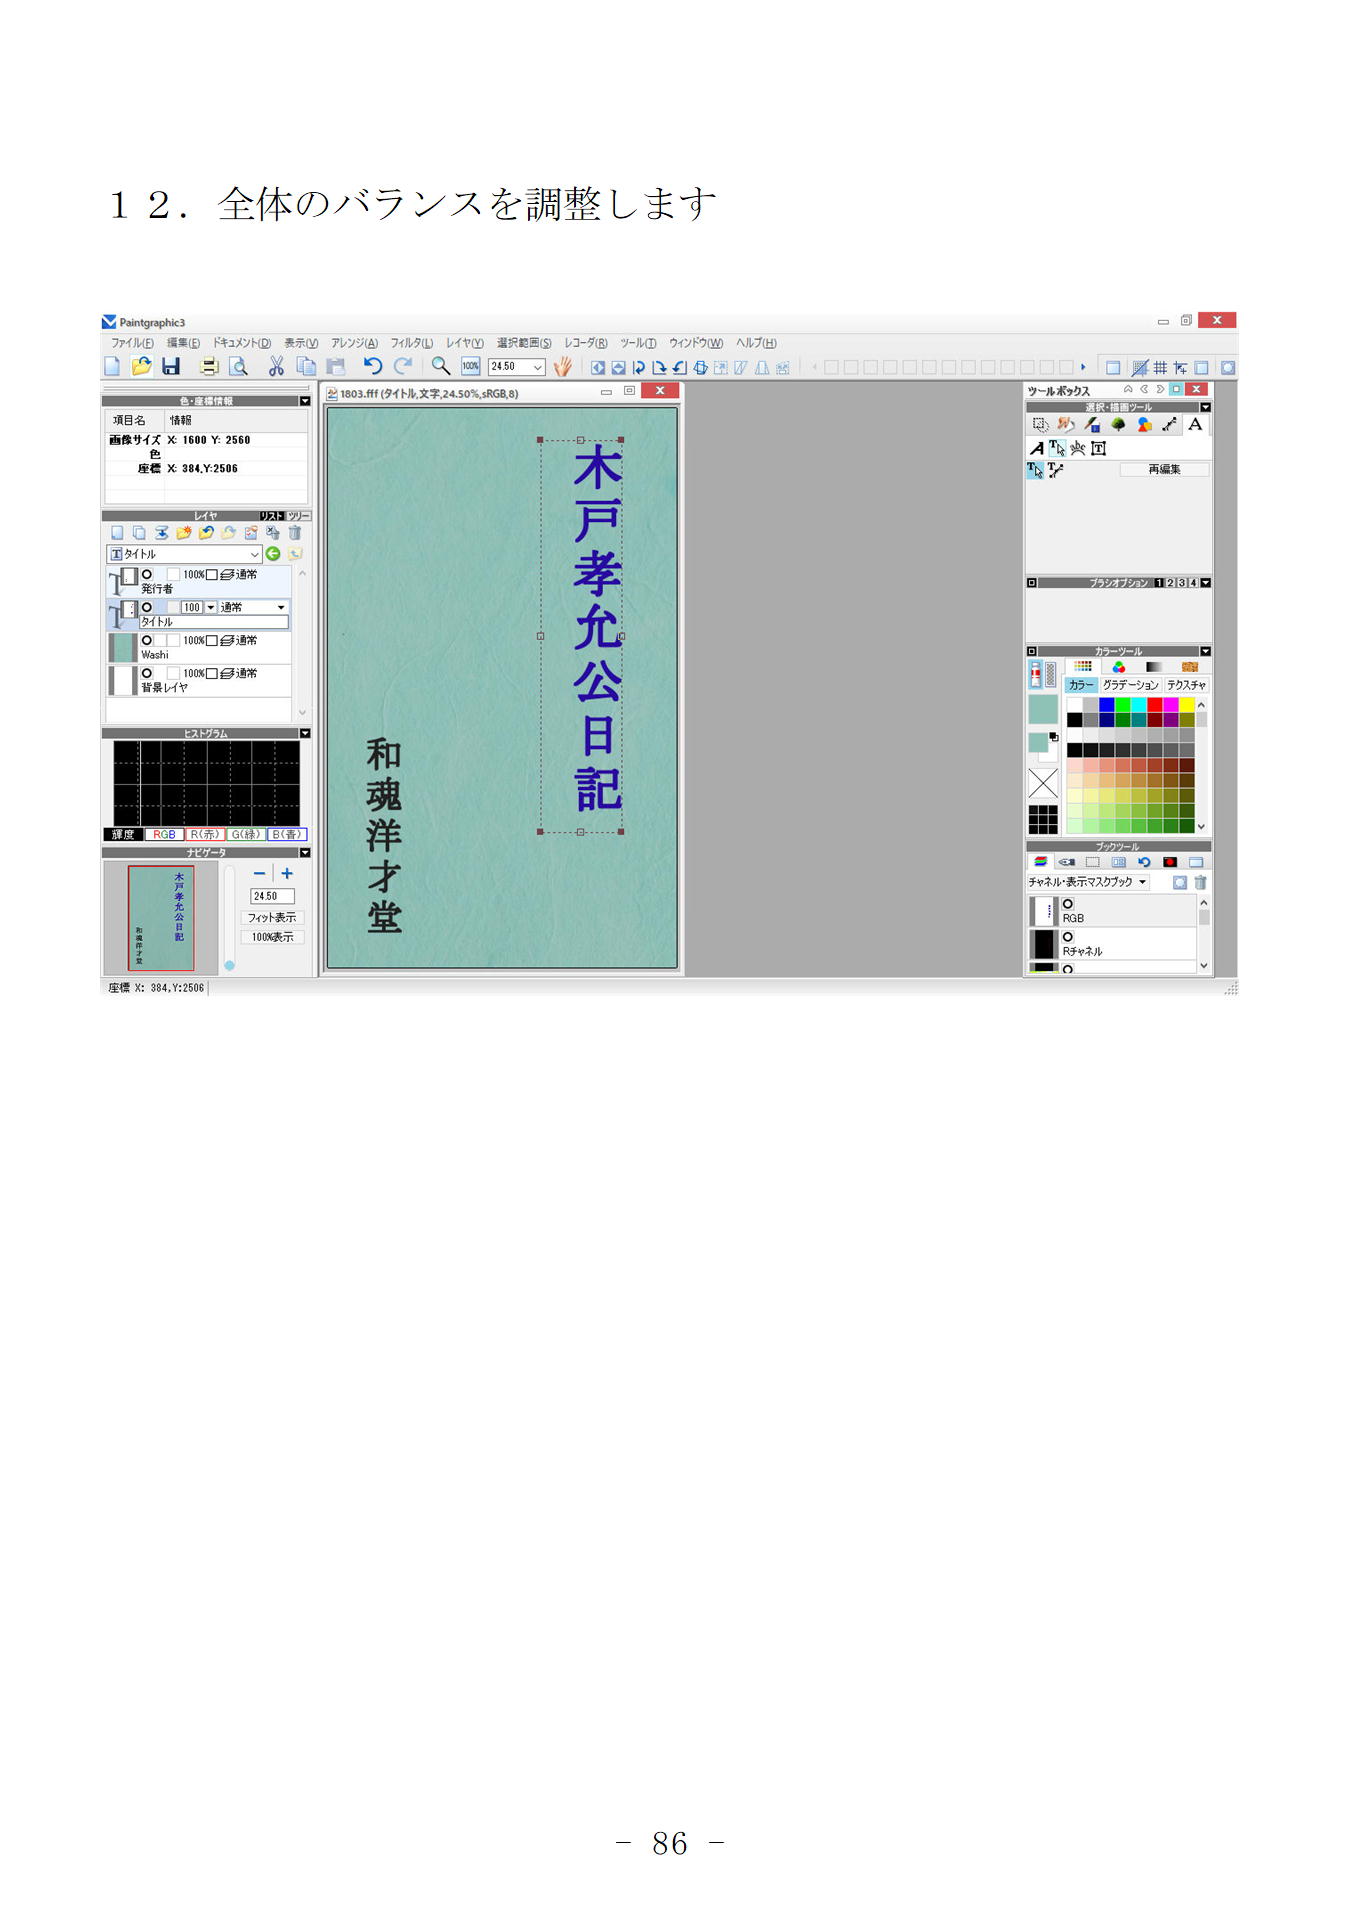 １２．全体のバランスを調整します
Paintgraphic3
ファイル(F) 編集(E) ドキュメント(D) 表示(V) アレンジ(A) フィルタ(L) レイヤ(Y) 選択範囲(S) レコーダ(R) ツール(T) ウィンドウ(W) ヘルプ(H)
100% 24.50
色・座標情報
項目名 情報
画像サイズ X: 1600 Y: 2560
色
座標 X: 384,Y:2506
レイヤ リスト ツリー
タイトル
100% 通常
発行者
100 通常
タイトル
100% 通常
Washi
100% 通常
背景レイヤ
ヒストグラム
輝度 RGB R(赤) G(緑) B(青)
ナビゲータ
木戸孝允公日記
和魂洋才堂
24.50
フィット表示
100%表示
座標 X: 384,Y:2506
1803.fff (タイトル,文字,24.50%,sRGB,8)
木戸孝允公日記
和魂洋才堂
ツールボックス
選択・描画ツール
再編集
ブラシオプション 1 2 3 4
カラーツール
カラー グラデーション テクスチャ
ブックツール
チャネル・表示マスクブック
RGB
Rチャネル
- 86 -